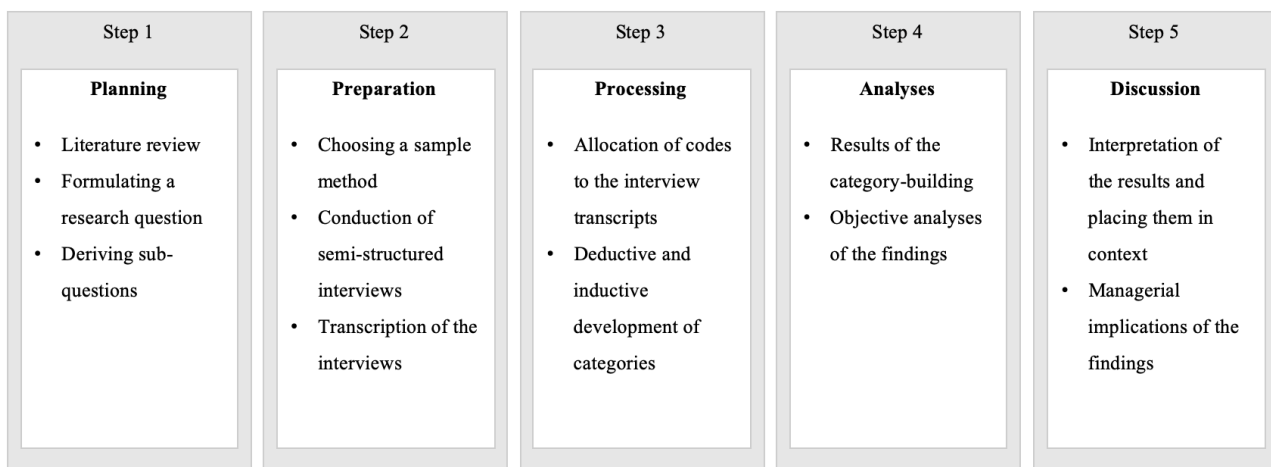 Step 1
Planning
• Literature review
• Formulating a
research question
• Deriving sub-
questions
Step 2
Preparation
• Choosing a sample
method
• Conduction of
semi-structured
interviews
• Transcription of the
interviews
Step 3
Processing
• Allocation of codes
to the interview
transcripts
• Deductive and
inductive
development of
categories
Step 4
Analyses
• Results of the
category-building
• Objective analyses
of the findings
Step 5
Discussion
• Interpretation of
the results and
placing them in
context
• Managerial
implications of the
findings